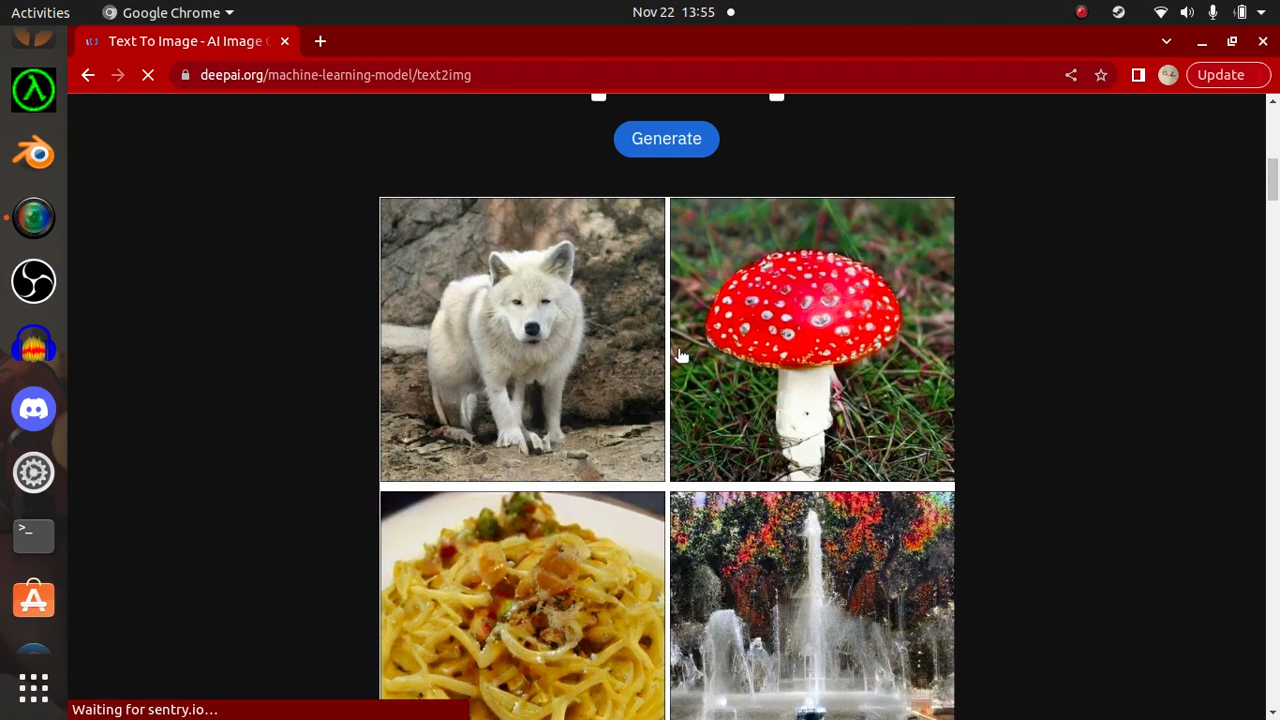 Activities
Google Chrome
Nov 22 13:55
Text To Image - AI Image
deepai.org/machine-learning-model/text2img
Update
Generate
>_
Waiting for sentry.io...